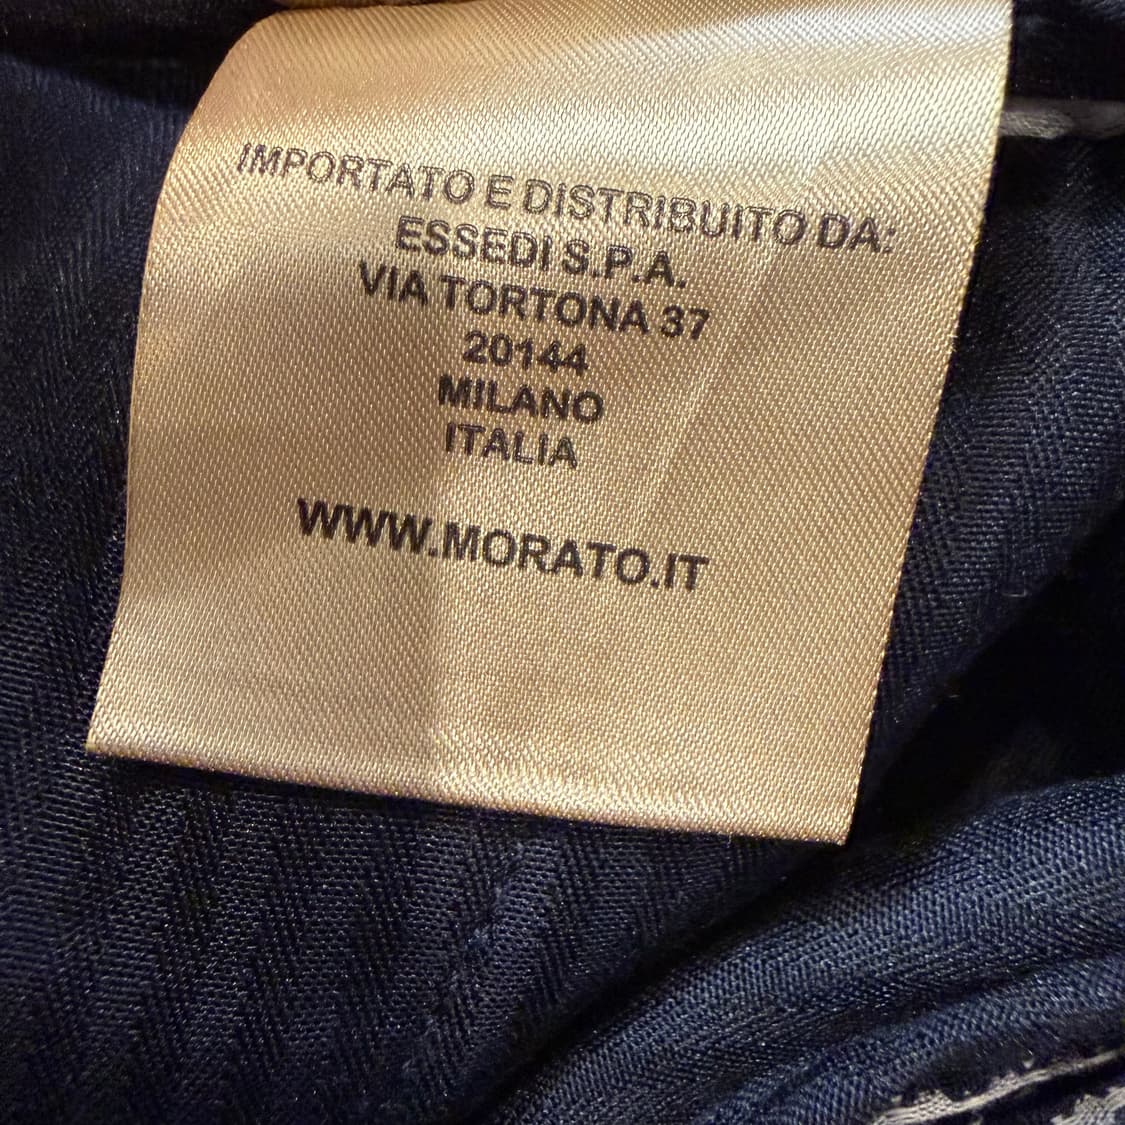 IMPORTATO E DISTRIBUITO DA:
ESSEDI S.P.A.
VIA TORTONA 37
20144
MILANO
ITALIA
WWW.MORATO.IT